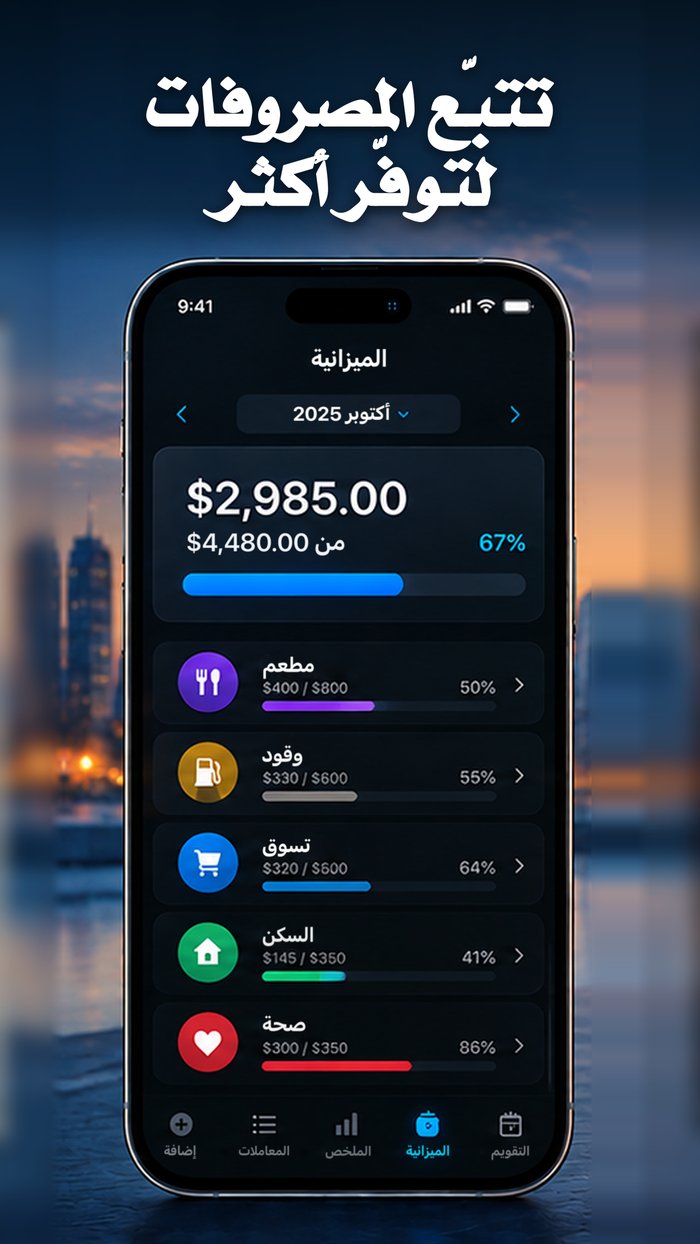 تتبّع المصروفات
لتوفّر أكثر
9:41
الميزانية
أكتوبر 2025
$2,985.00
من $4,480.00
67%
مطعم
$400 / $800
50%
وقود
$330 / $600
55%
تسوق
$320 / $500
64%
السكن
$145 / $350
41%
صحة
$300 / $350
86%
إضافة
المعاملات
الملخص
الميزانية
التقويم